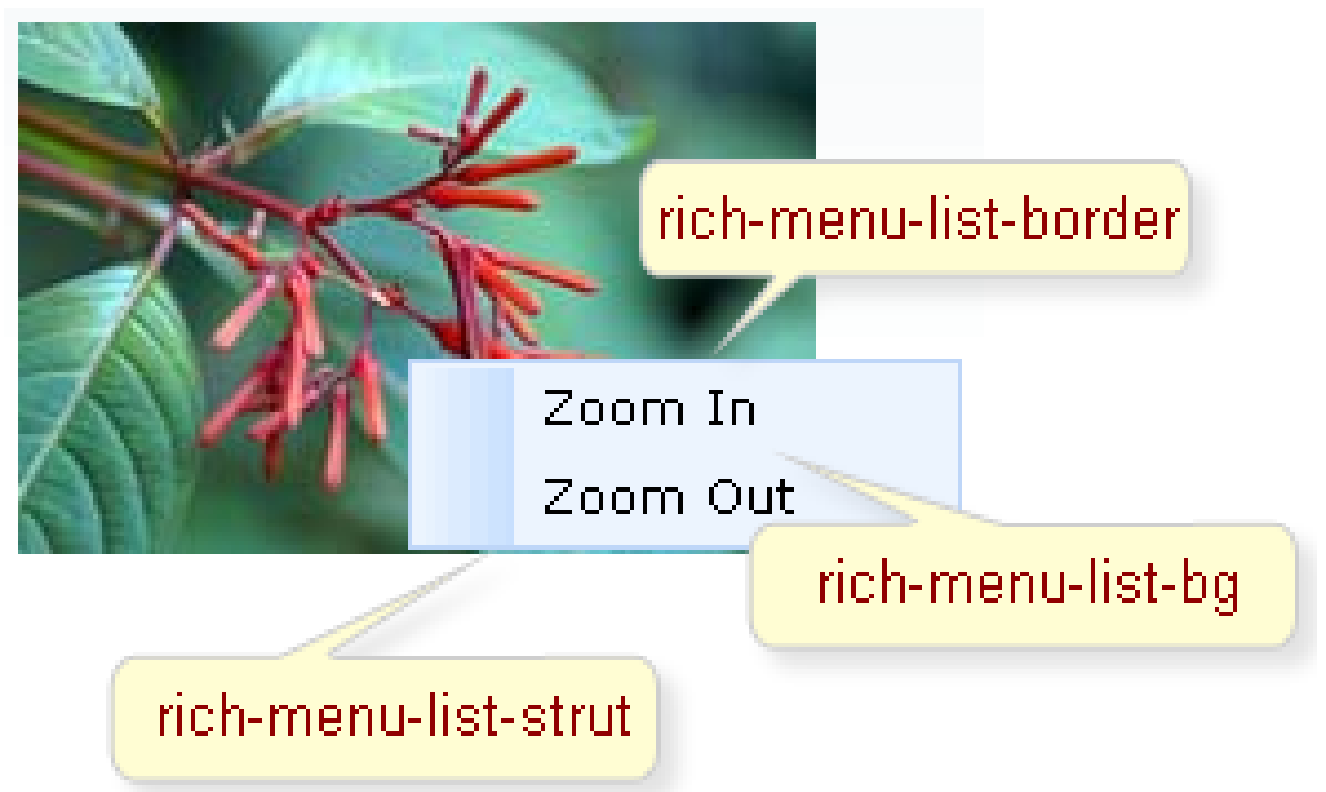 rich-menu-list-border
Zoom In
Zoom Out
rich-menu-list-bg
rich-menu-list-strut